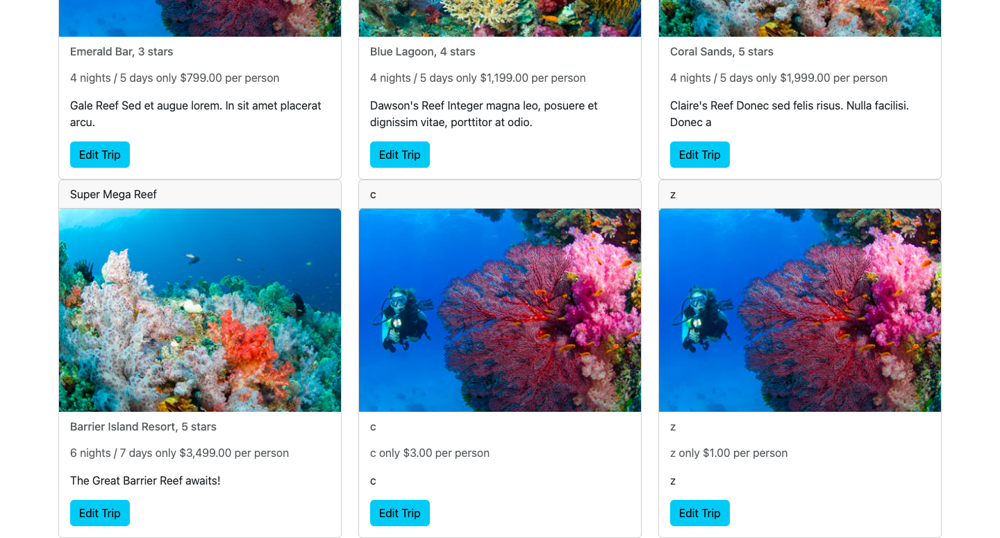 Emerald Bar, 3 stars
4 nights / 5 days only $799.00 per person
Gale Reef Sed et augue lorem. In sit amet placerat
arcu.
Edit Trip
Blue Lagoon, 4 stars
4 nights / 5 days only $1,199.00 per person
Dawson's Reef Integer magna leo, posuere et
dignissim vitae, porttitor at odio.
Edit Trip
Coral Sands, 5 stars
4 nights / 5 days only $1,999.00 per person
Claire's Reef Donec sed felis risus. Nulla facilisi.
Donec a
Edit Trip
Super Mega Reef
Barrier Island Resort, 5 stars
6 nights / 7 days only $3,499.00 per person
The Great Barrier Reef awaits!
Edit Trip
c
c
c only $3.00 per person
c
Edit Trip
z
z
z only $1.00 per person
z
Edit Trip